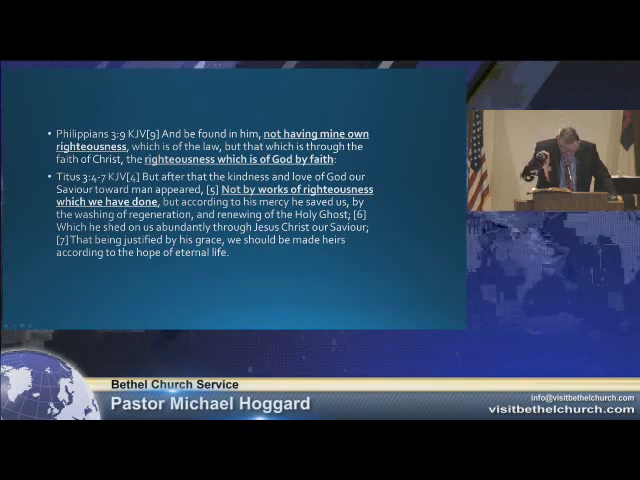 • Philippians 3:9 KJV[9] And be found in him, not having mine own
righteousness, which is of the law, but that which is through the
faith of Christ, the righteousness which is of God by faith:
• Titus 3:4-7 KJV[4] But after that the kindness and love of God our
Saviour toward man appeared, [5] Not by works of righteousness
which we have done, but according to his mercy he saved us, by
the washing of regeneration, and renewing of the Holy Ghost; [6]
Which he shed on us abundantly through Jesus Christ our Saviour;
[7] That being justified by his grace, we should be made heirs
according to the hope of eternal life.
Bethel Church Service
Pastor Michael Hoggard
info@visitbethelchurch.com
visitbethelchurch.com